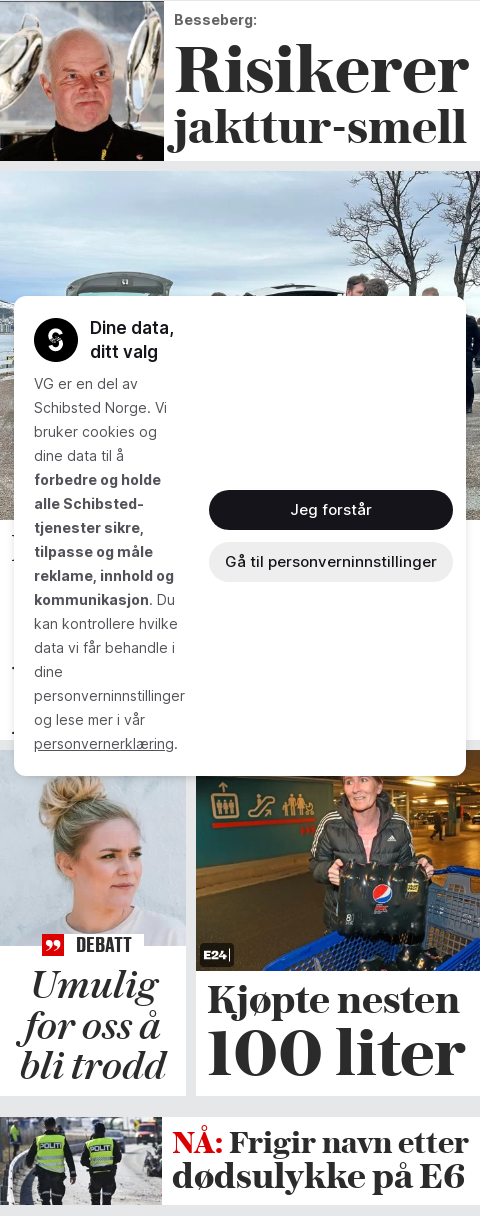 Besseberg:
Risikerer
jakttur-smell
Dine data,
ditt valg
VG er en del av
Schibsted Norge. Vi
bruker cookies og
dine data til å
forbedre og holde
alle Schibsted-
tjenester sikre,
tilpasse og måle
reklame, innhold og
kommunikasjon. Du
kan kontrollere hvilke
data vi får behandle i
dine
personverninnstillinger
og lese mer i vår
personvernerklæring.
Jeg forstår
Gå til personverninnstillinger
DEBATT
Umulig
for oss å
bli trodd
E24
Kjøpte nesten
100 liter
POLITI
POLITI
NÅ: Frigir navn etter
dødsulykke på E6